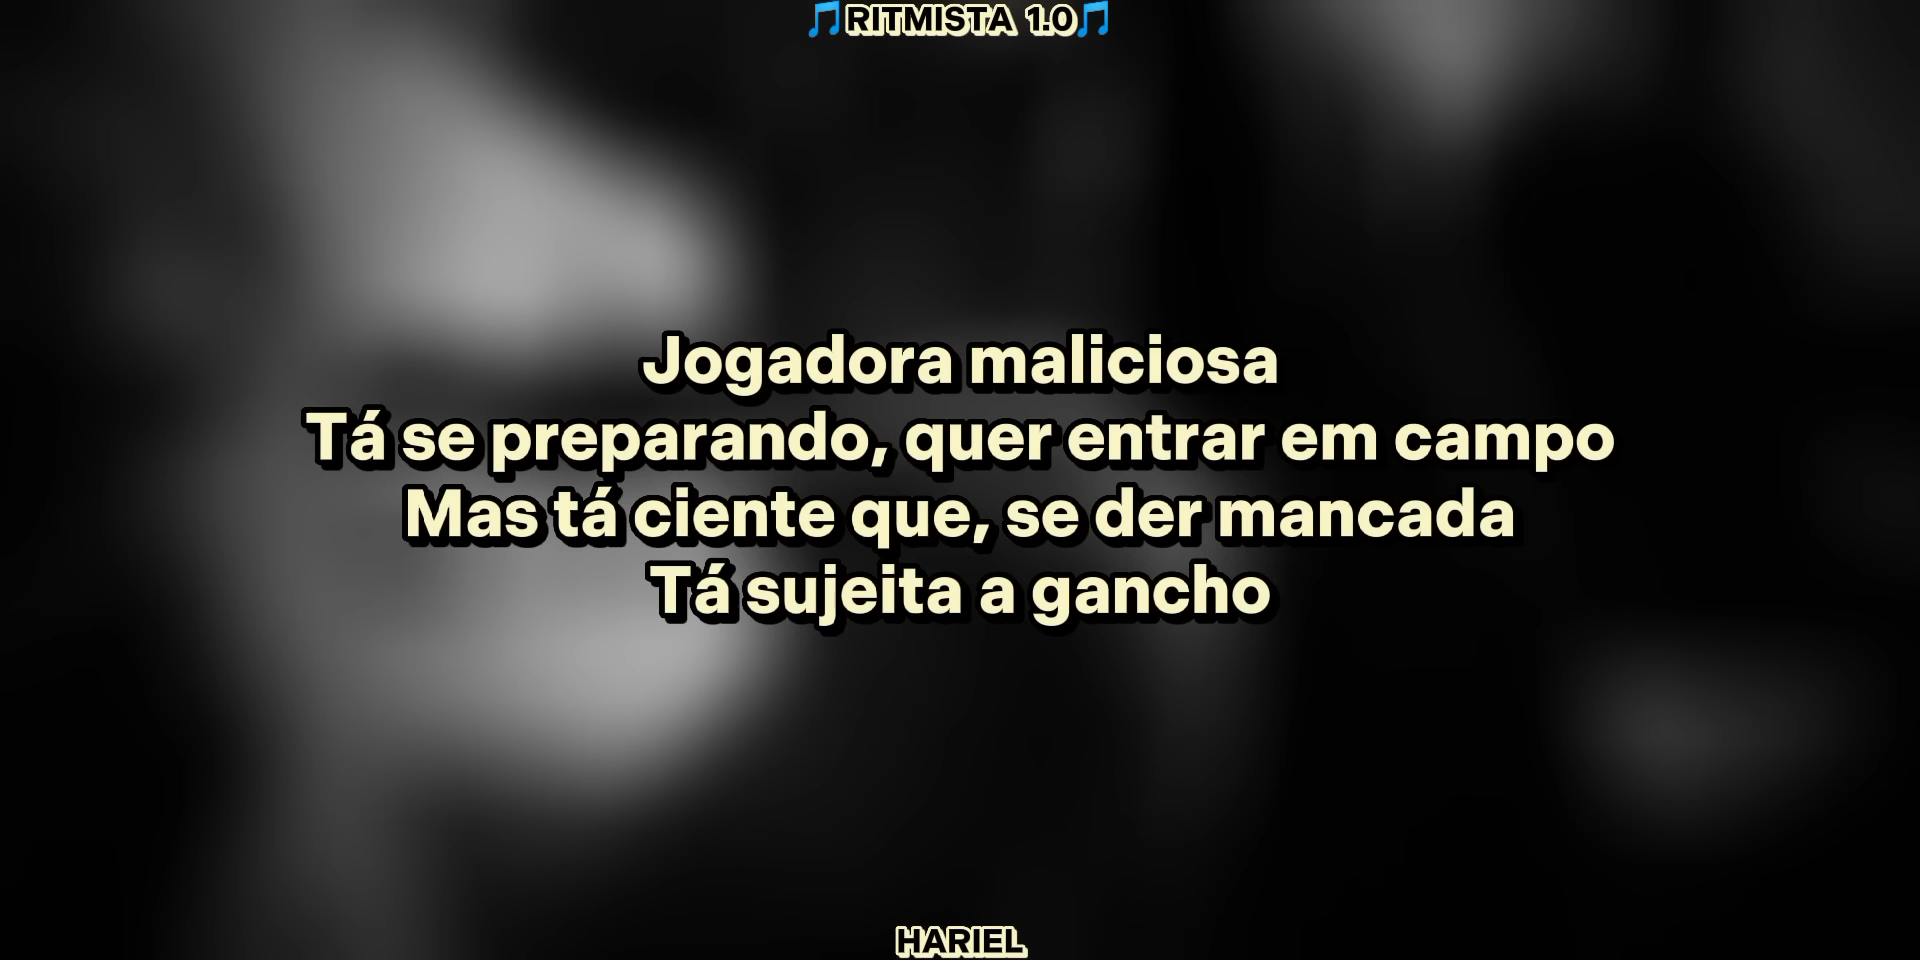 🎵RITMISTA 1.0🎵
Jogadora maliciosa
Tá se preparando, quer entrar em campo
Mas tá ciente que, se der mancada
Tá sujeita a gancho
HARIEL